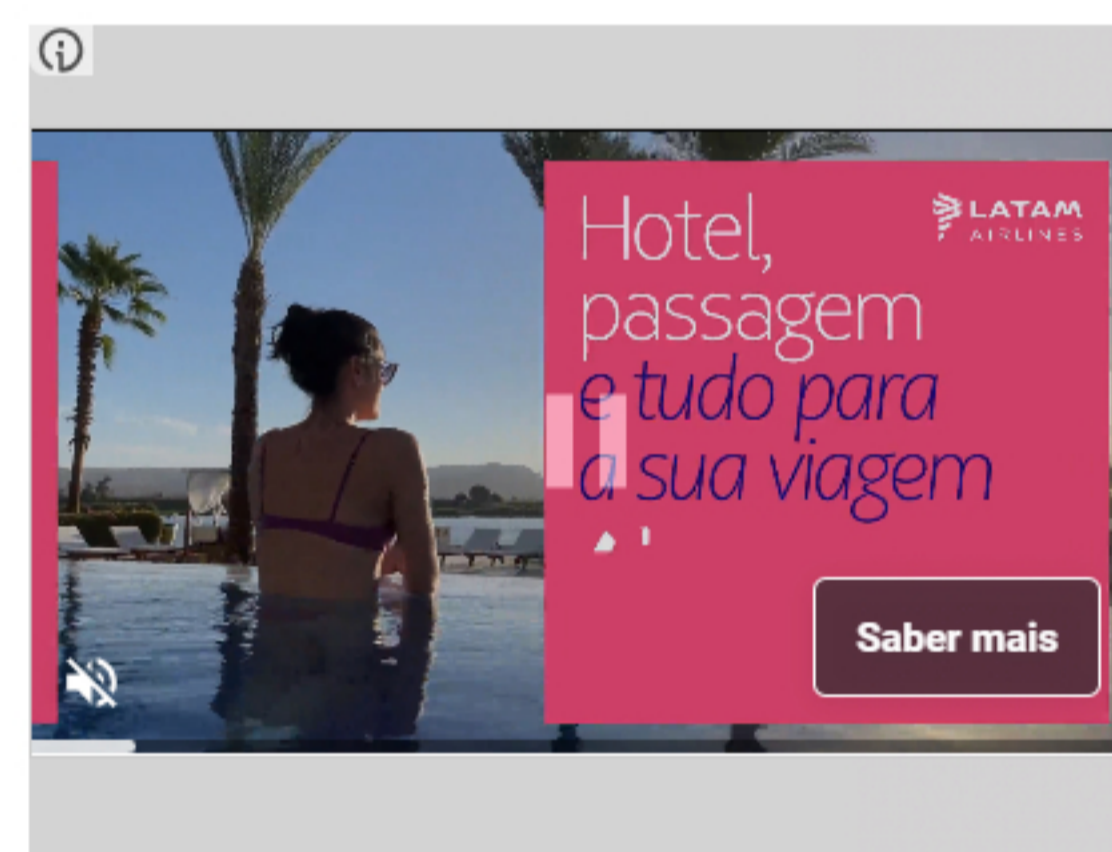 Hotel,
LATAM
AIRLINES
passagem
e tudo para
a sua viagem
Saber mais